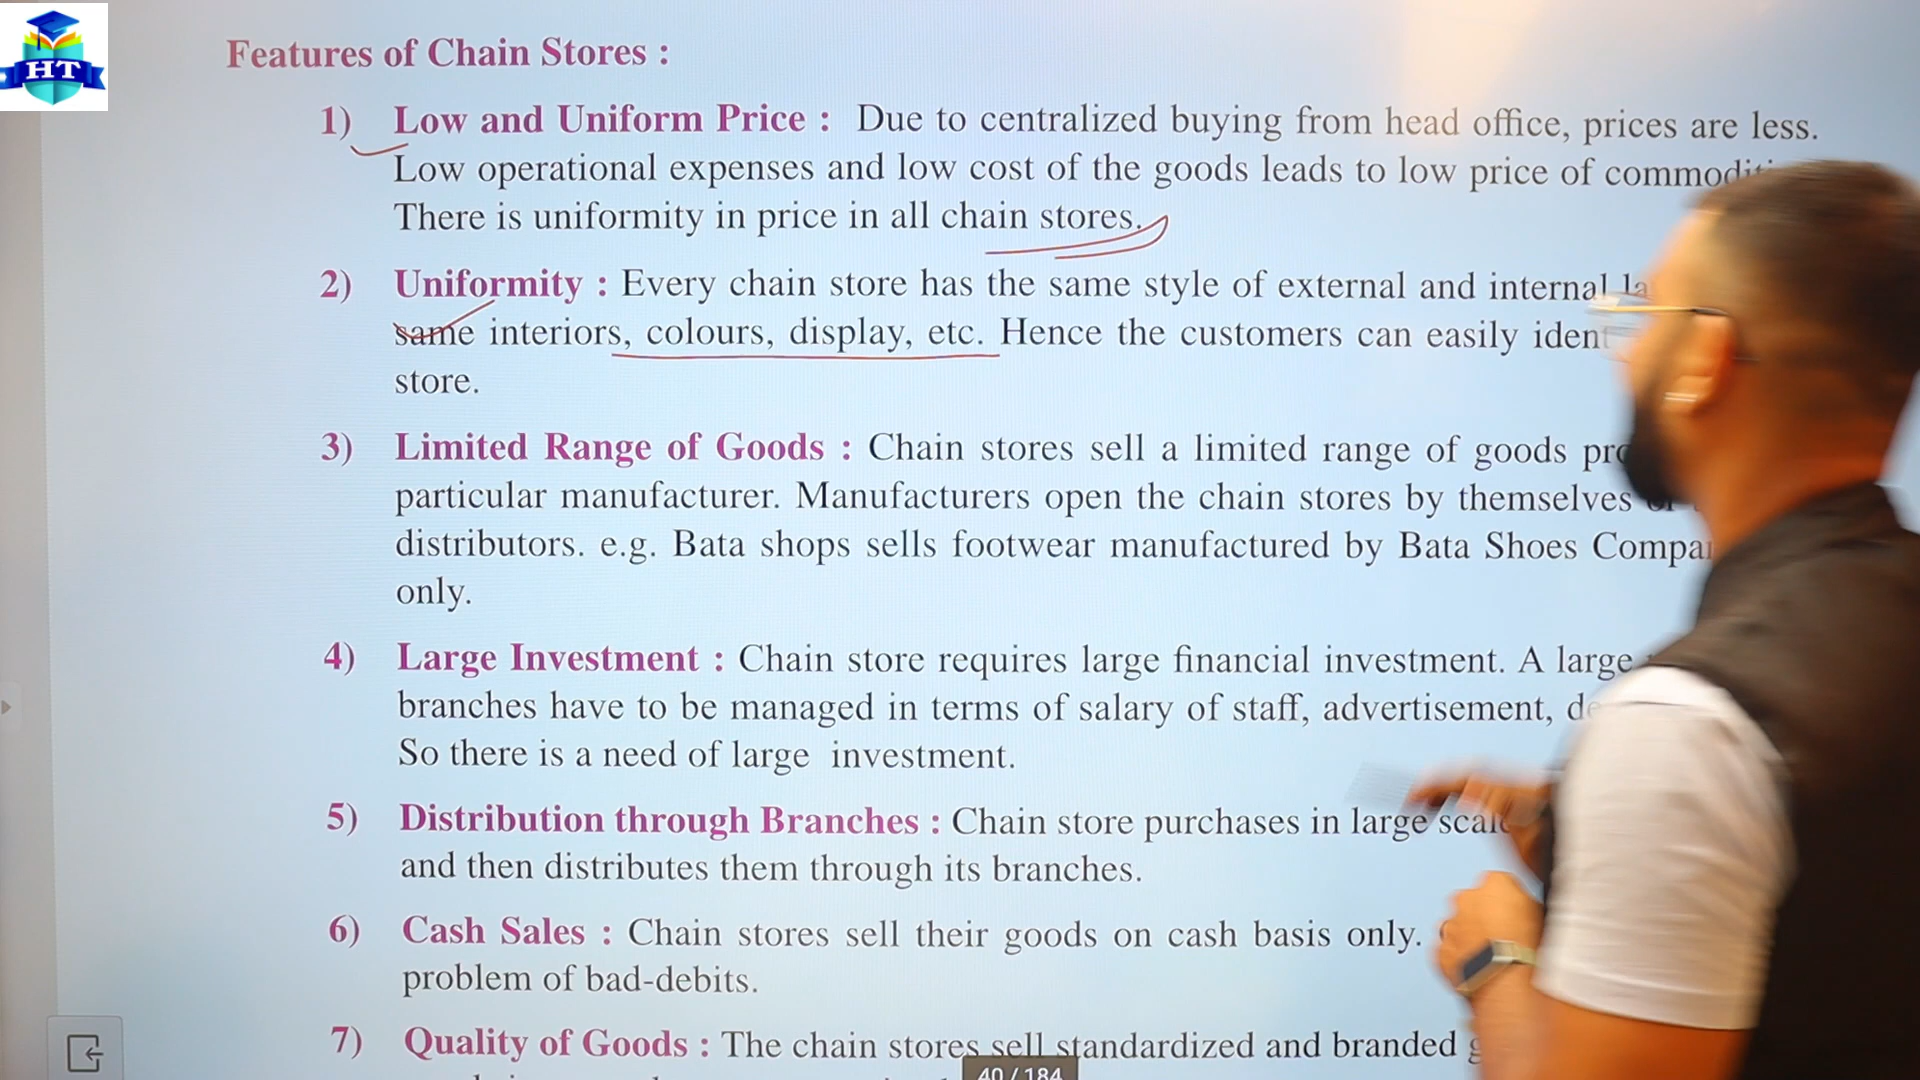 HT
Features of Chain Stores :
1) Low and Uniform Price : Due to centralized buying from head office, prices are less.
Low operational expenses and low cost of the goods leads to low price of
There is uniformity in price in all chain stores.
2) Uniformity : Every chain store has the same style of external and internal
same interiors, colours, display, etc. Hence the customers can easily
store.
3) Limited Range of Goods : Chain stores sell a limited range of goods
particular manufacturer. Manufacturers open the chain stores by themselves
distributors. e.g. Bata shops sells footwear manufactured by Bata Shoes
only.
4) Large Investment : Chain store requires large financial investment. A large
branches have to be managed in terms of salary of staff, advertisement,
So there is a need of large investment.
5) Distribution through Branches : Chain store purchases in large
and then distributes them through its branches.
6) Cash Sales : Chain stores sell their goods on cash basis only.
problem of bad-debits.
7) Quality of Goods : The chain stores sell standardized and branded
40 / 184